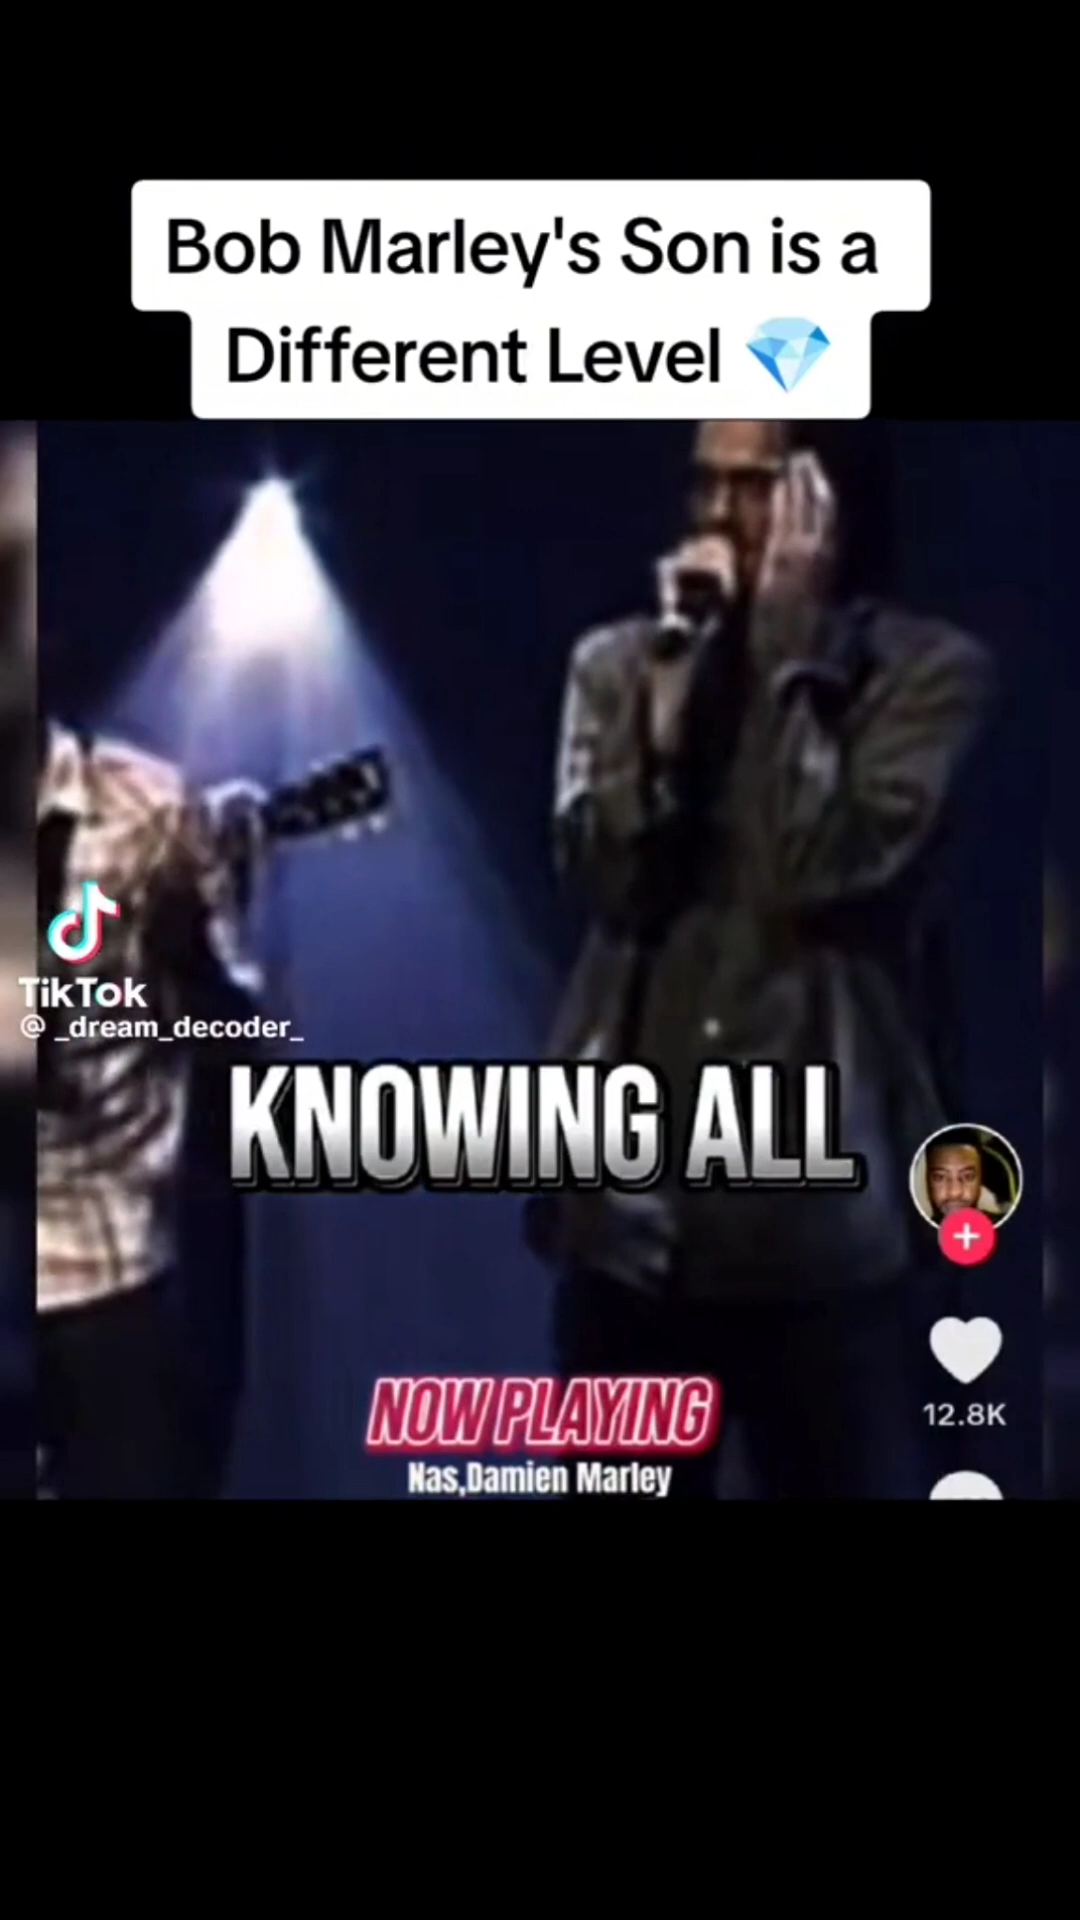 Bob Marley's Son is a
Different Level 💎
TikTok
@ _dream_decoder_
KNOWING ALL
12.8K
NOW PLAYING
Nas,Damien Marley